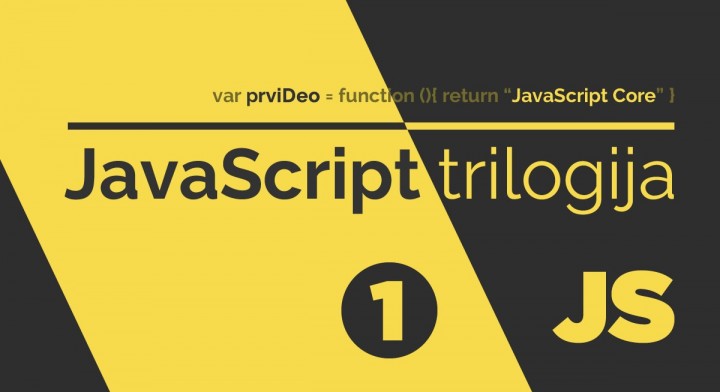 var prviDeo = function (){ return “JavaScript Core” }
JavaScript trilogija
1
JS